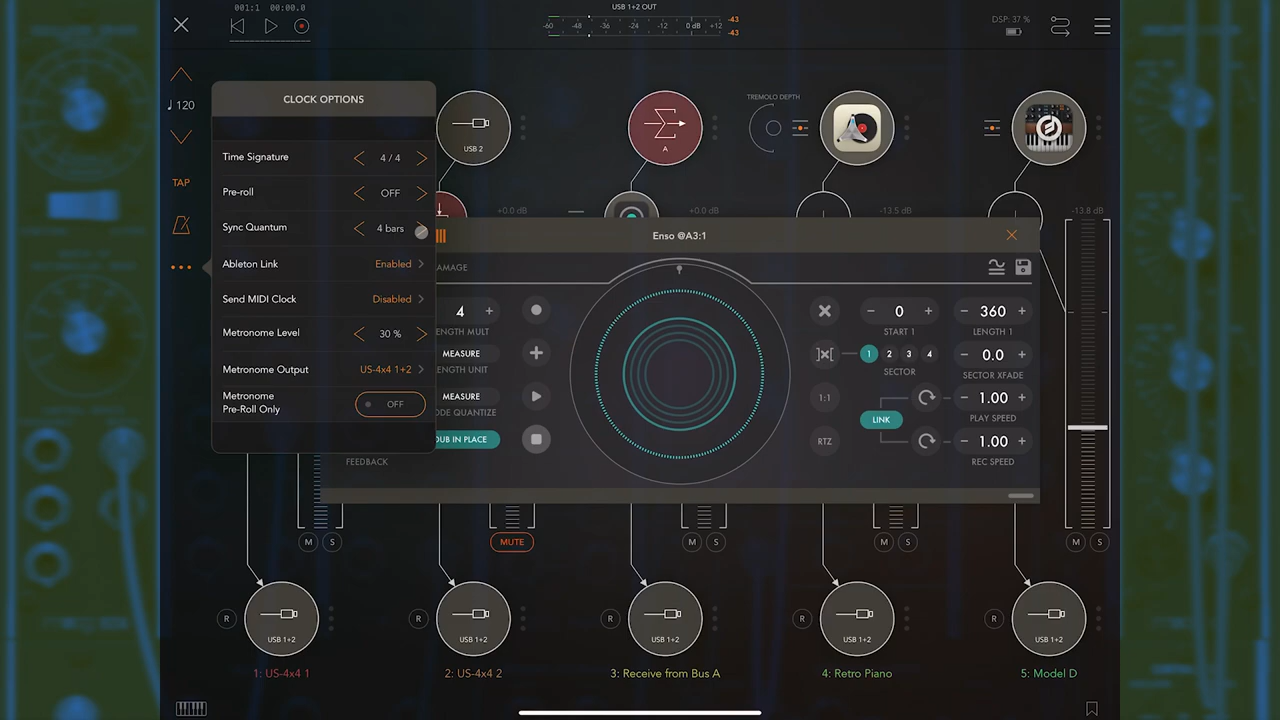 001:1 00:00.0
USB 1+2 OUT
-60 -48 -36 -24 -12 0 dB +12
-43
-43
DSP: 37 %
120
TAP
CLOCK OPTIONS
Time Signature 4 / 4
Pre-roll OFF
Sync Quantum 4 bars
Ableton Link Enabled
Send MIDI Clock Disabled
Metronome Level 30 %
Metronome Output US-4x4 1+2
Metronome
Pre-Roll Only OFF
USB 2
A
TREMOLO DEPTH
+0.0 dB +0.0 dB -13.5 dB -13.8 dB
Enso @A3:1
AMAGE
4 +
ENGTH MULT
MEASURE
ENGTH UNIT
MEASURE
ODE QUANTIZE
DUB IN PLACE
FEEDBACK
1:1
RTZ
− 0 +
START 1
− 360 +
LENGTH 1
1 2 3 4
SECTOR
− 0.0 +
SECTOR XFADE
LINK
− 1.00 +
PLAY SPEED
− 1.00 +
REC SPEED
M S MUTE M S M S M S
R USB 1+2 R USB 1+2 R USB 1+2 R USB 1+2 R USB 1+2
1: US-4x4 1 2: US-4x4 2 3: Receive from Bus A 4: Retro Piano 5: Model D